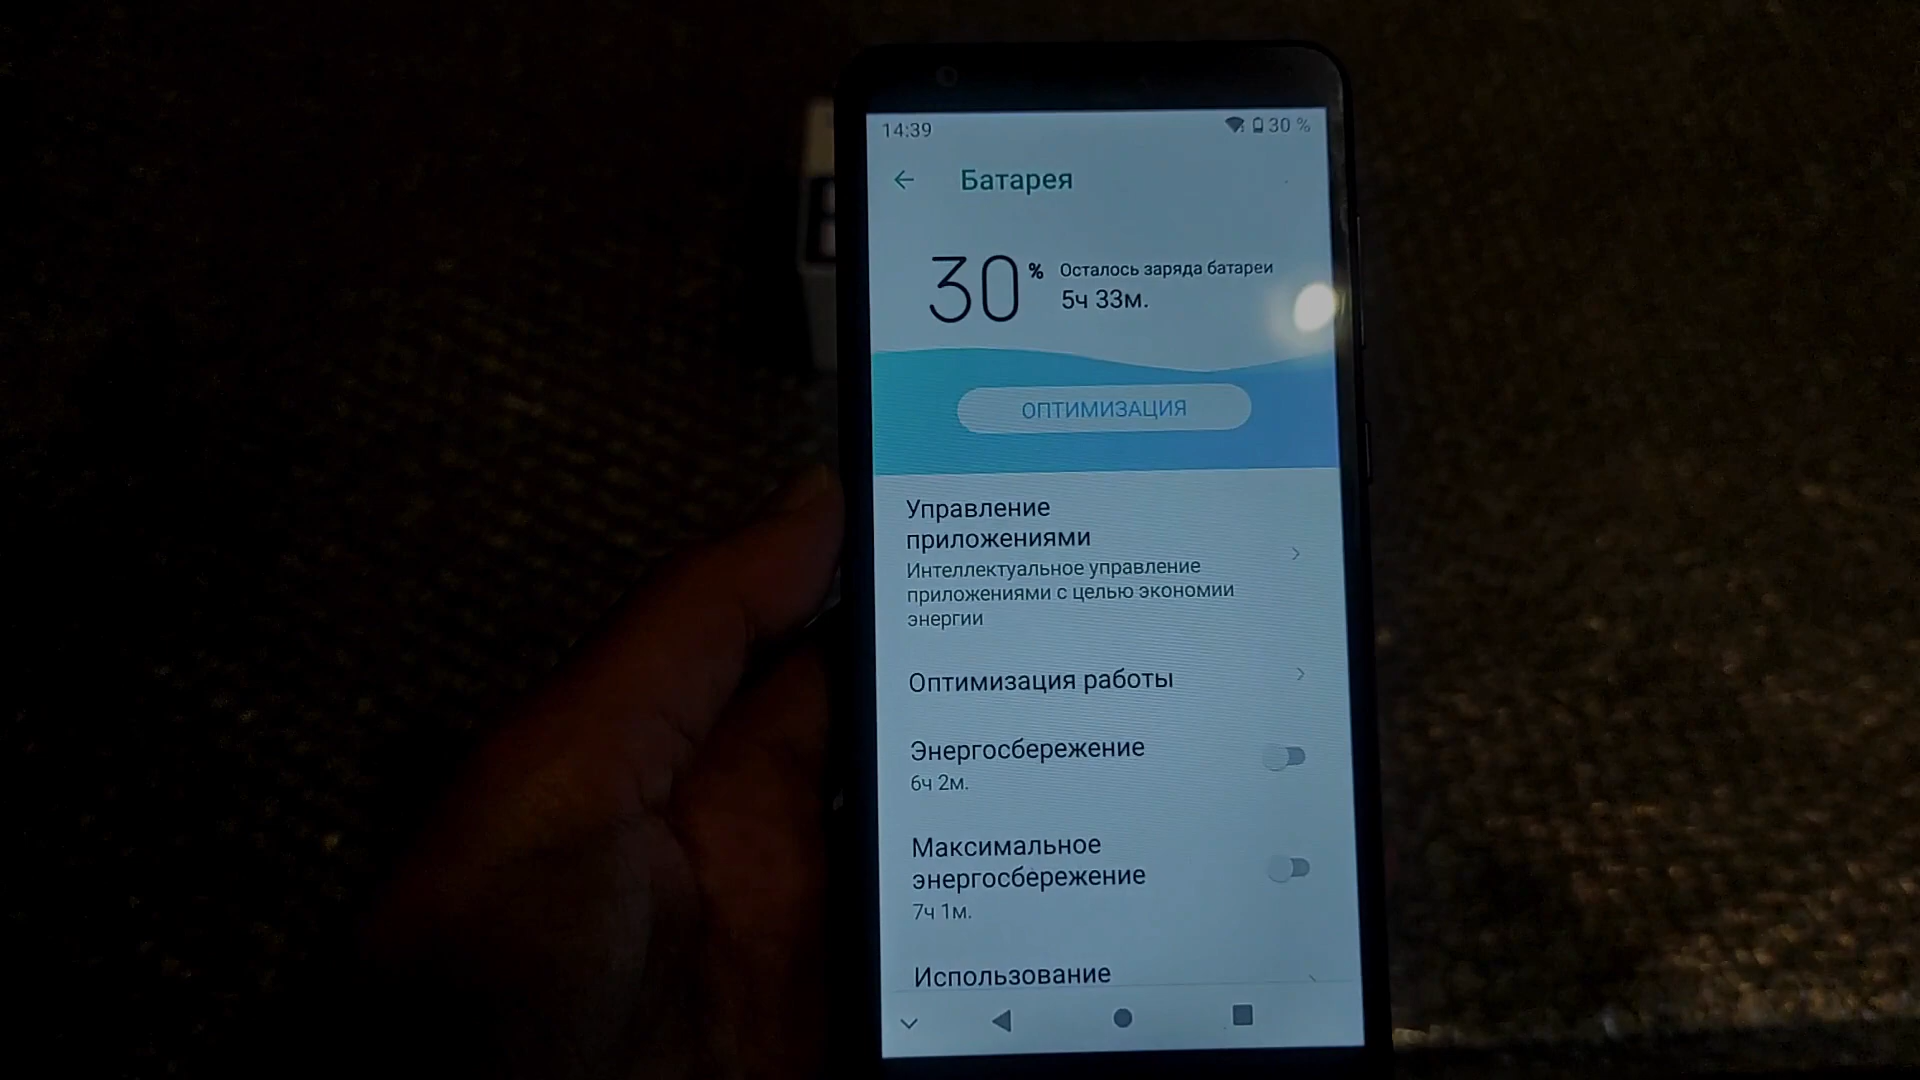 14:39
30 %
Батарея
30 %
Осталось заряда батареи
5ч 33м.
ОПТИМИЗАЦИЯ
Управление
приложениями
Интеллектуальное управление
приложениями с целью экономии
энергии
Оптимизация работы
Энергосбережение
6ч 2м.
Максимальное
энергосбережение
7ч 1м.
Использование